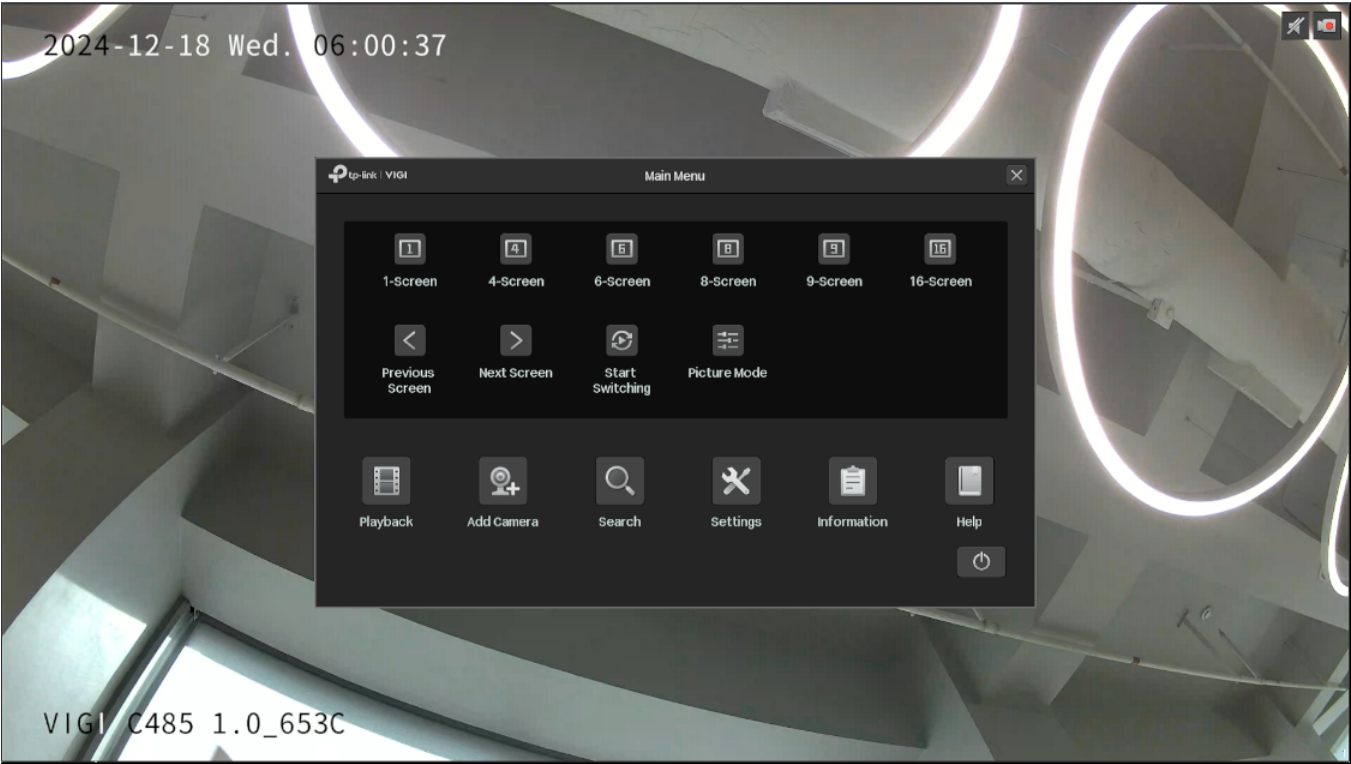 2024-12-18 Wed. 06:00:37
tp-link | VIGI
Main Menu
1
4
6
8
9
16
1-Screen
4-Screen
6-Screen
8-Screen
9-Screen
16-Screen
Previous
Screen
Next Screen
Start
Switching
Picture Mode
Playback
Add Camera
Search
Settings
Information
Help
VIGI C485 1.0_653C